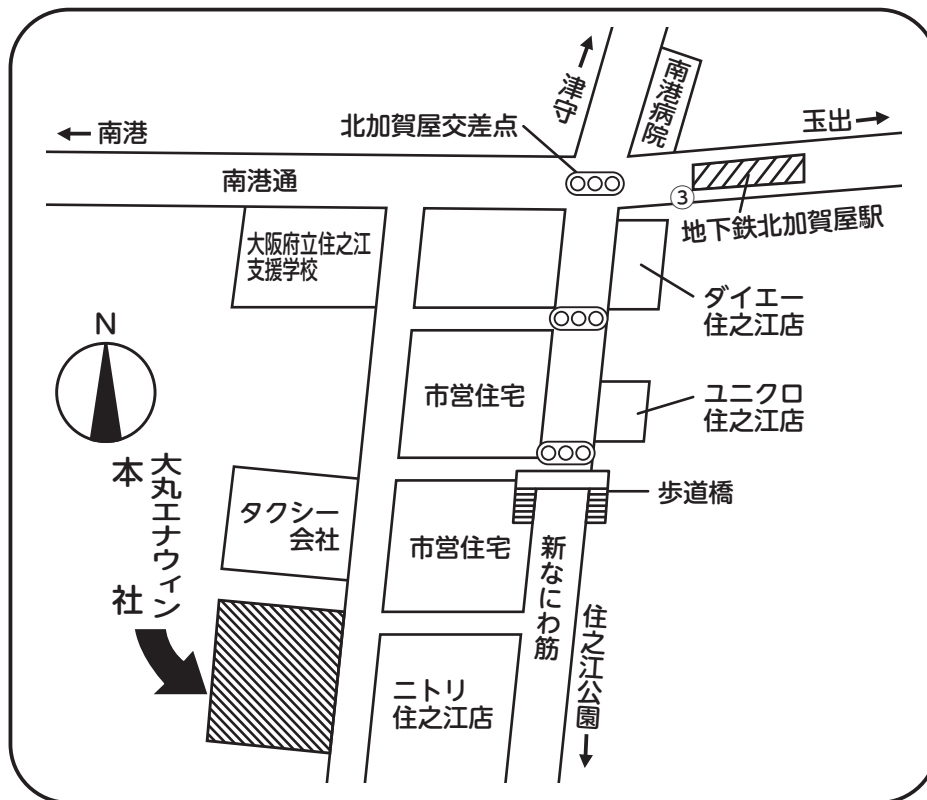 津守
南港病院
玉出
南港
北加賀屋交差点
南港通
③
地下鉄北加賀屋駅
大阪府立住之江
支援学校
ダイエー
住之江店
N
市営住宅
ユニクロ
住之江店
大丸エナウィン
本社
タクシー
会社
市営住宅
歩道橋
新なにわ筋
住之江公園
ニトリ
住之江店